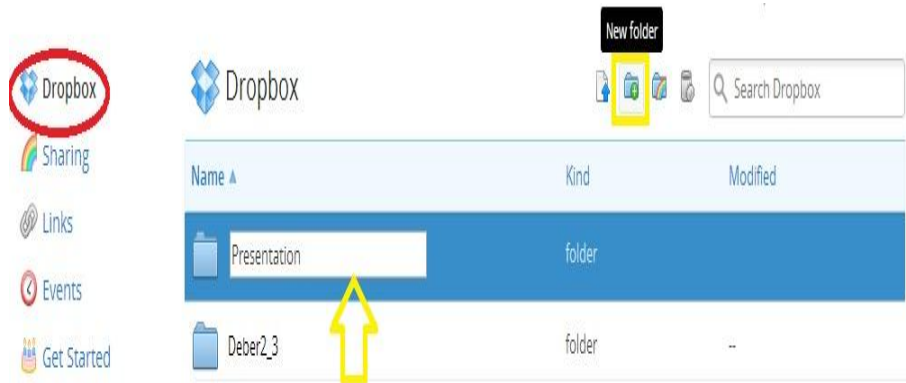 New folder
Dropbox
Dropbox
Search Dropbox
Sharing
Name Kind Modified
Links
Presentation folder
Events
Get Started
Deber2_3 folder --